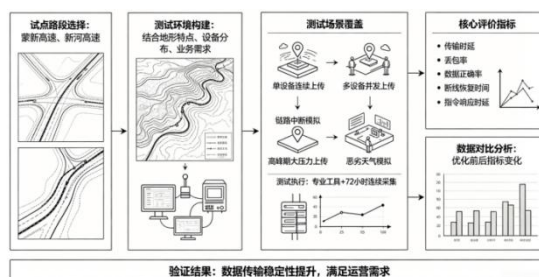 试点路段选择：
蒙新高速、新河高速
测试环境构建：
结合地形特点、设备分
布、业务需求
测试场景覆盖
单设备连续上传
多设备并发上传
链路中断模拟
高峰期大压力上传
恶劣天气模拟
测试执行：专业工具+72小时连续采集
核心评价指标
• 传输时延
• 丢包率
• 数据正确率
• 断线恢复时间
• 指令响应时延
数据对比分析：
优化前后指标变化
验证结果：数据传输稳定性提升，满足运营需求